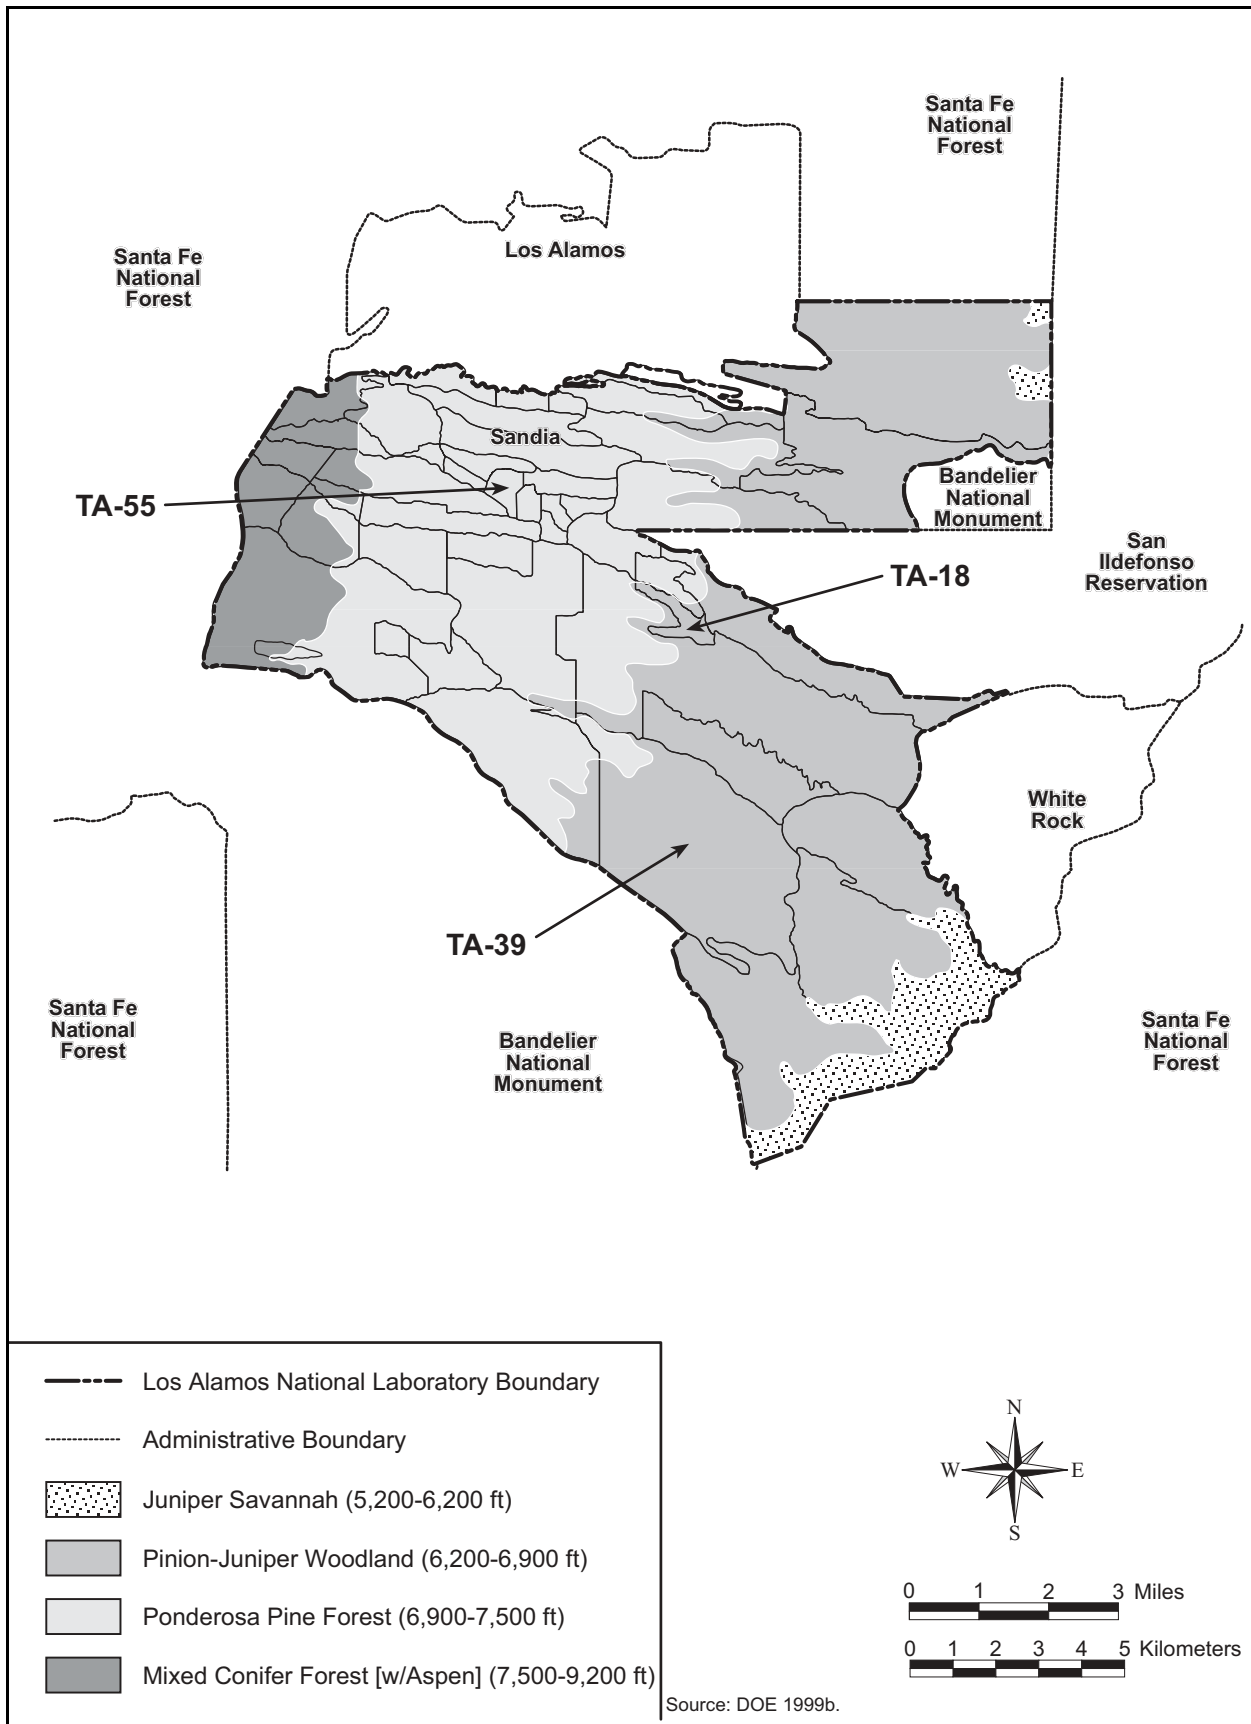 Santa Fe
National
Forest
Santa Fe
National
Forest
Los Alamos
Sandia
TA-55
Bandelier
National
Monument
San
Ildefonso
Reservation
TA-18
White
Rock
TA-39
Santa Fe
National
Forest
Bandelier
National
Monument
Santa Fe
National
Forest
Los Alamos National Laboratory Boundary
Administrative Boundary
Juniper Savannah (5,200-6,200 ft)
Pinion-Juniper Woodland (6,200-6,900 ft)
Ponderosa Pine Forest (6,900-7,500 ft)
Mixed Conifer Forest [w/Aspen] (7,500-9,200 ft)
N
W E
S
0 1 2 3 Miles
0 1 2 3 4 5 Kilometers
Source: DOE 1999b.